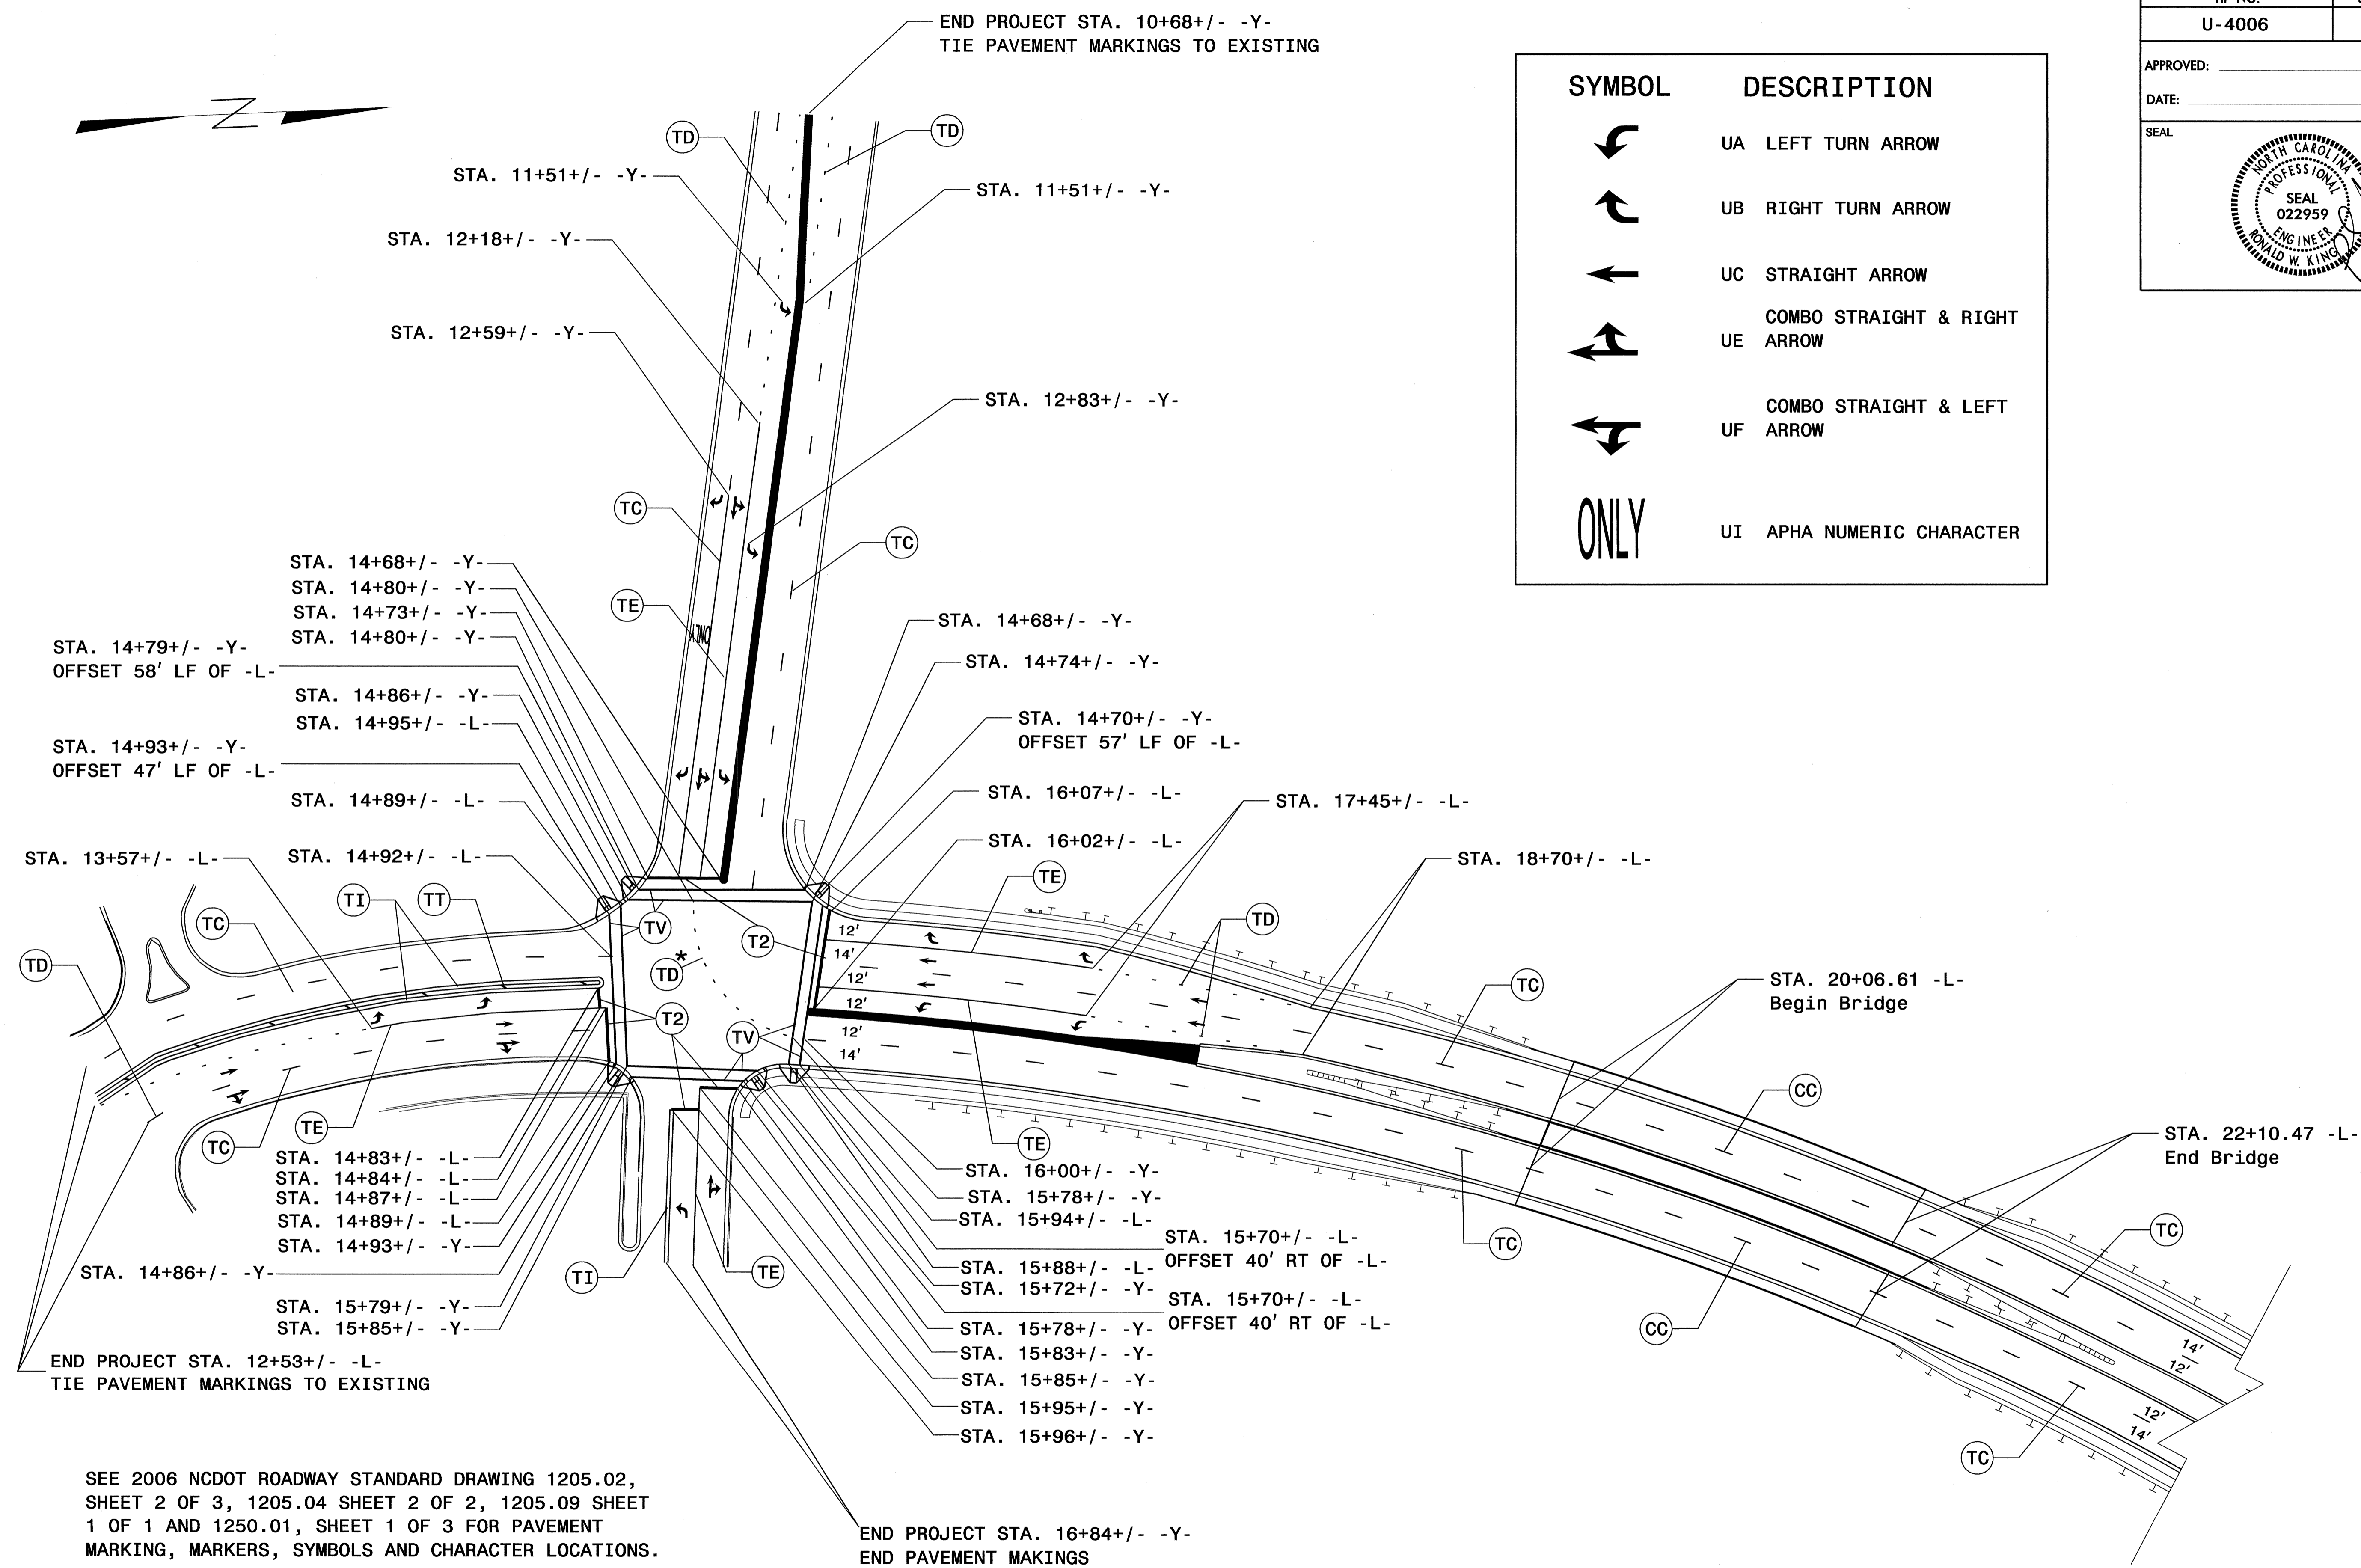 END PROJECT STA. 10+68+/- -Y-
TIE PAVEMENT MARKINGS TO EXISTING
U-4006
APPROVED:
DATE:
SEAL
NORTH CAROLINA
PROFESSIONAL
SEAL
022959
ENGINEER
RONALD W. KING
SYMBOL DESCRIPTION
UA LEFT TURN ARROW
UB RIGHT TURN ARROW
UC STRAIGHT ARROW
COMBO STRAIGHT & RIGHT
UE ARROW
COMBO STRAIGHT & LEFT
UF ARROW
ONLY UI APHA NUMERIC CHARACTER
Z
TD
TD
STA. 11+51+/- -Y-
STA. 11+51+/- -Y-
STA. 12+18+/- -Y-
STA. 12+59+/- -Y-
STA. 12+83+/- -Y-
TC
TC
TE
ONLY
STA. 14+68+/- -Y-
STA. 14+80+/- -Y-
STA. 14+73+/- -Y-
STA. 14+80+/- -Y-
STA. 14+79+/- -Y-
OFFSET 58' LF OF -L-
STA. 14+86+/- -Y-
STA. 14+95+/- -L-
STA. 14+93+/- -Y-
OFFSET 47' LF OF -L-
STA. 14+89+/- -L-
STA. 13+57+/- -L-
STA. 14+92+/- -L-
STA. 14+68+/- -Y-
STA. 14+74+/- -Y-
STA. 14+70+/- -Y-
OFFSET 57' LF OF -L-
STA. 16+07+/- -L-
STA. 17+45+/- -L-
STA. 16+02+/- -L-
STA. 18+70+/- -L-
TE
TI
TT
TC
TV
T2
TD*
TD
TD
12'
14'
12'
12'
12'
14'
TC
STA. 20+06.61 -L-
Begin Bridge
T2
TV
CC
TE
TC
TE
STA. 22+10.47 -L-
End Bridge
STA. 14+83+/- -L-
STA. 14+84+/- -L-
STA. 14+87+/- -L-
STA. 14+89+/- -L-
STA. 14+93+/- -Y-
STA. 14+86+/- -Y-
STA. 15+79+/- -Y-
STA. 15+85+/- -Y-
END PROJECT STA. 12+53+/- -L-
TIE PAVEMENT MARKINGS TO EXISTING
TI
TE
STA. 16+00+/- -Y-
STA. 15+78+/- -Y-
STA. 15+94+/- -L-
STA. 15+70+/- -L-
OFFSET 40' RT OF -L-
STA. 15+88+/- -L-
STA. 15+72+/- -Y-
STA. 15+70+/- -L-
OFFSET 40' RT OF -L-
STA. 15+78+/- -Y-
STA. 15+83+/- -Y-
STA. 15+85+/- -Y-
STA. 15+95+/- -Y-
STA. 15+96+/- -Y-
TC
TC
CC
14'
12'
12'
14'
TC
SEE 2006 NCDOT ROADWAY STANDARD DRAWING 1205.02,
SHEET 2 OF 3, 1205.04 SHEET 2 OF 2, 1205.09 SHEET
1 OF 1 AND 1250.01, SHEET 1 OF 3 FOR PAVEMENT
MARKING, MARKERS, SYMBOLS AND CHARACTER LOCATIONS.
END PROJECT STA. 16+84+/- -Y-
END PAVEMENT MAKINGS